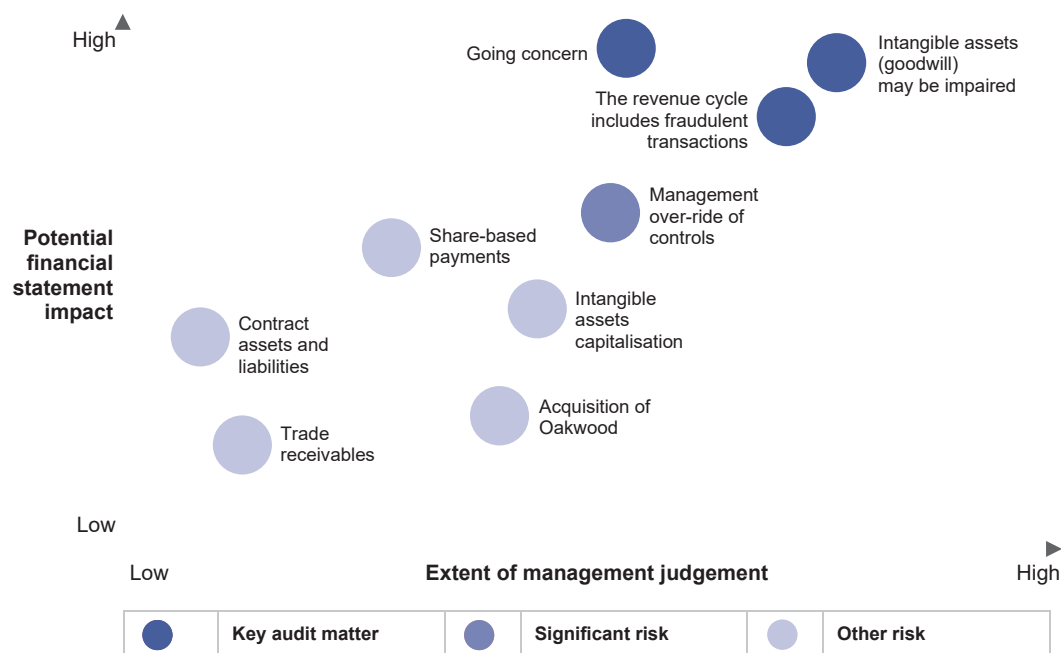 High
Going concern
Intangible assets
(goodwill)
may be impaired
The revenue cycle
includes fraudulent
transactions
Management
over-ride of
controls
Share-based
payments
Potential
financial
statement
impact
Intangible
assets
capitalisation
Contract
assets and
liabilities
Acquisition of
Oakwood
Trade
receivables
Low
Low
Extent of management judgement
High
Key audit matter
Significant risk
Other risk